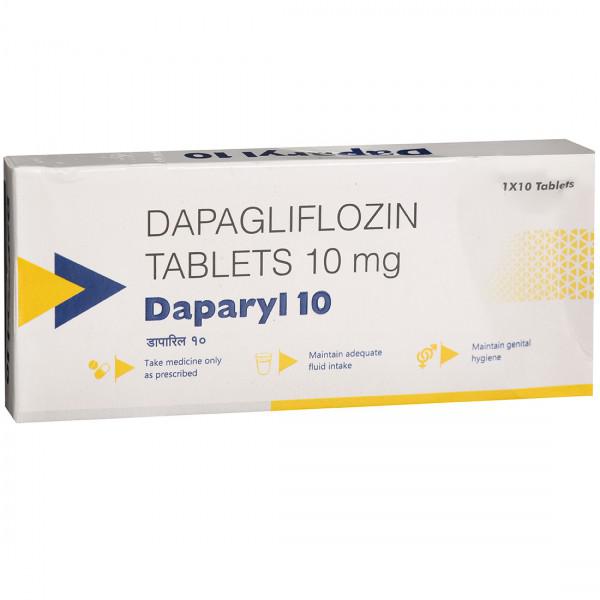 Daparyl 10
1X10 Tablets
DAPAGLIFLOZIN
TABLETS 10 mg
Daparyl 10
डापारिल १०
Take medicine only
as prescribed
Maintain adequate
fluid intake
Maintain genital
hygiene